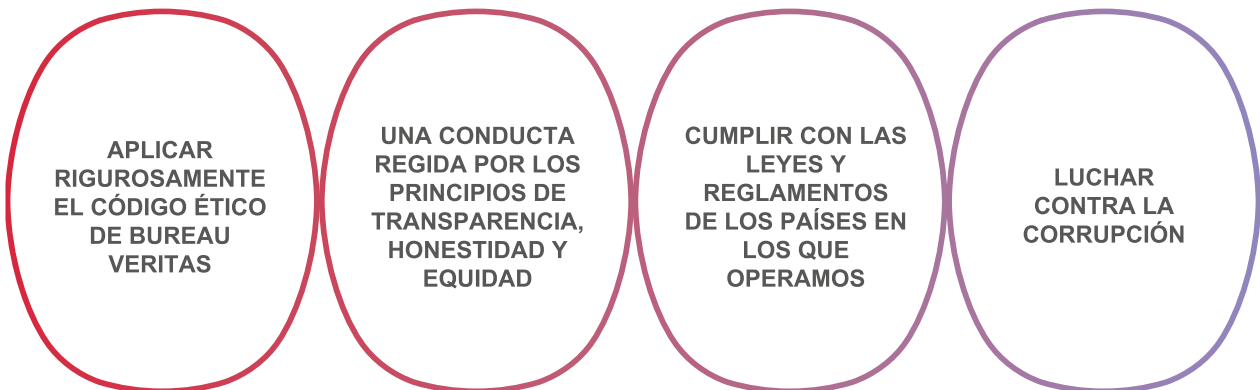 APLICAR
RIGUROSAMENTE
EL CÓDIGO ÉTICO
DE BUREAU
VERITAS
UNA CONDUCTA
REGIDA POR LOS
PRINCIPIOS DE
TRANSPARENCIA,
HONESTIDAD Y
EQUIDAD
CUMPLIR CON LAS
LEYES Y
REGLAMENTOS
DE LOS PAÍSES EN
LOS QUE
OPERAMOS
LUCHAR
CONTRA LA
CORRUPCIÓN